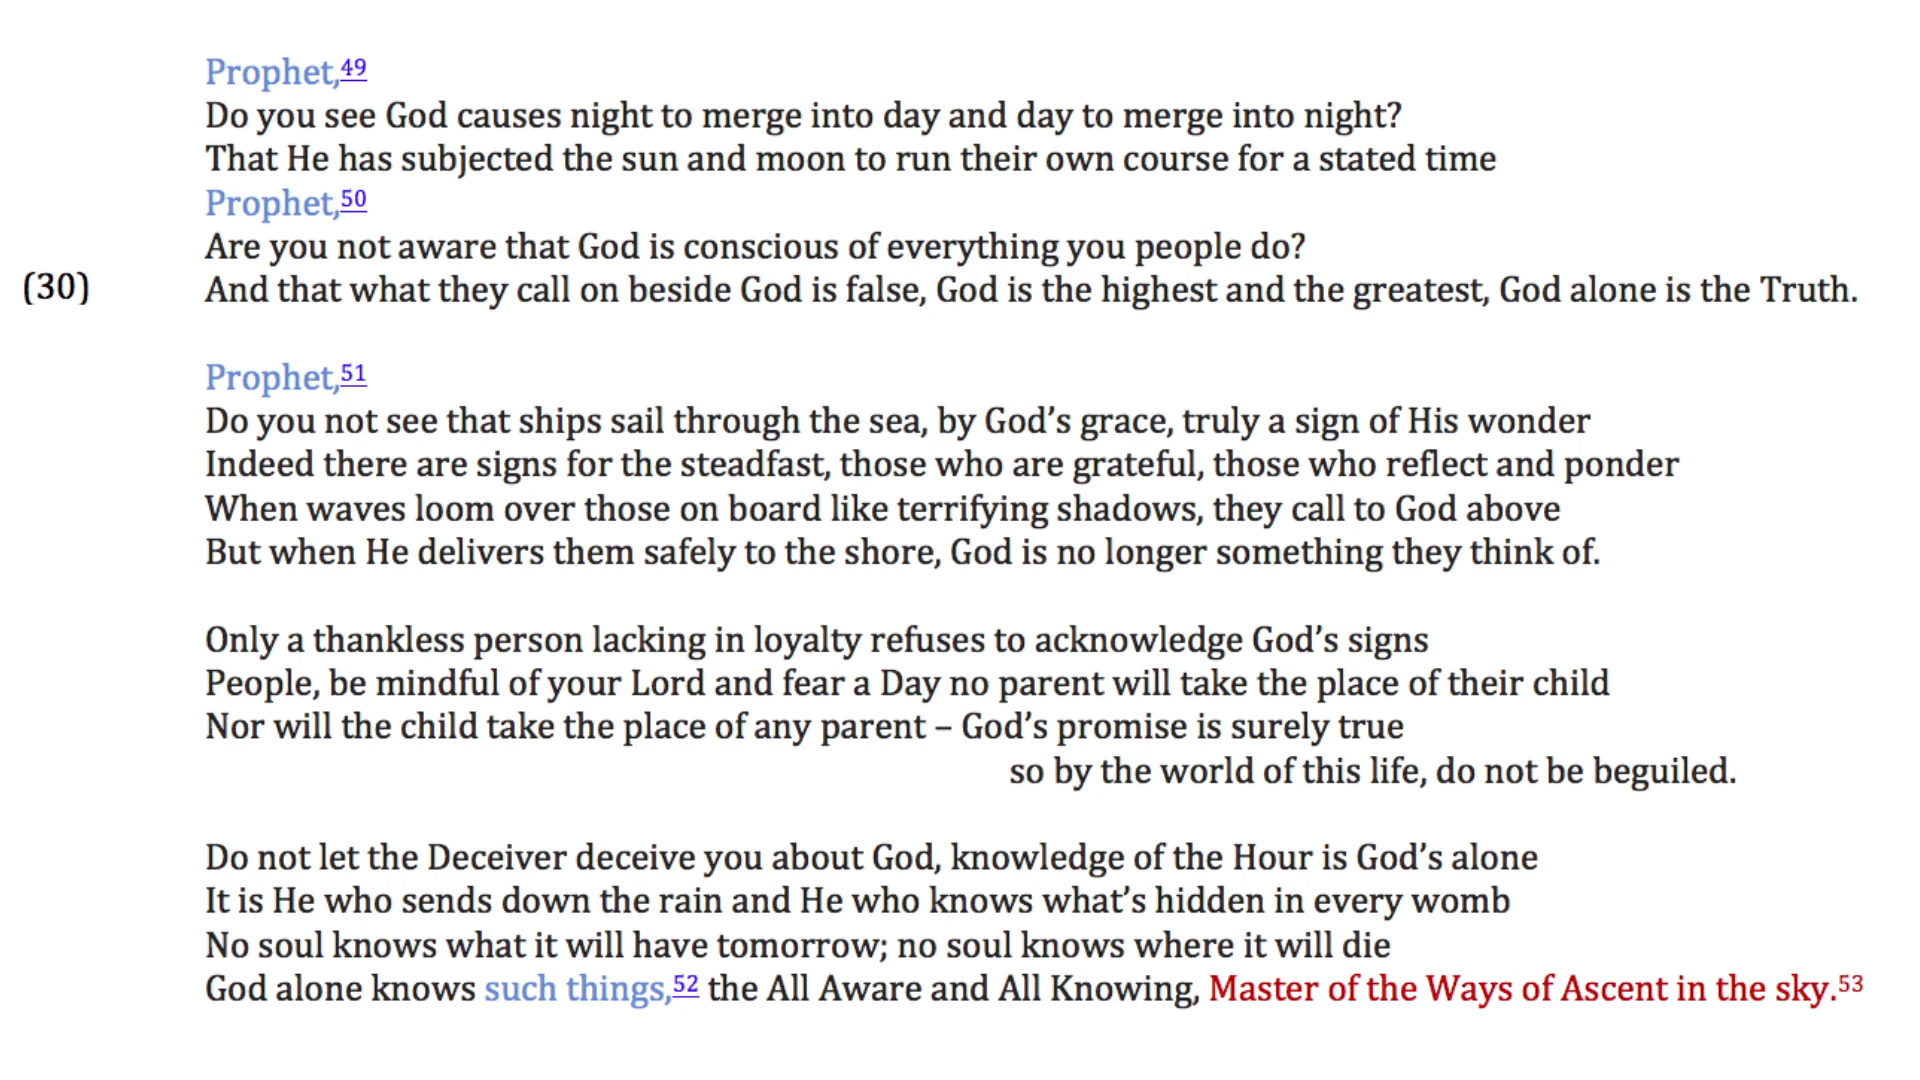 Prophet,49
Do you see God causes night to merge into day and day to merge into night?
That He has subjected the sun and moon to run their own course for a stated time
Prophet,50
Are you not aware that God is conscious of everything you people do?
(30) And that what they call on beside God is false, God is the highest and the greatest, God alone is the Truth.
Prophet,51
Do you not see that ships sail through the sea, by God’s grace, truly a sign of His wonder
Indeed there are signs for the steadfast, those who are grateful, those who reflect and ponder
When waves loom over those on board like terrifying shadows, they call to God above
But when He delivers them safely to the shore, God is no longer something they think of.
Only a thankless person lacking in loyalty refuses to acknowledge God’s signs
People, be mindful of your Lord and fear a Day no parent will take the place of their child
Nor will the child take the place of any parent – God’s promise is surely true
so by the world of this life, do not be beguiled.
Do not let the Deceiver deceive you about God, knowledge of the Hour is God’s alone
It is He who sends down the rain and He who knows what’s hidden in every womb
No soul knows what it will have tomorrow; no soul knows where it will die
God alone knows such things,52 the All Aware and All Knowing, Master of the Ways of Ascent in the sky.53